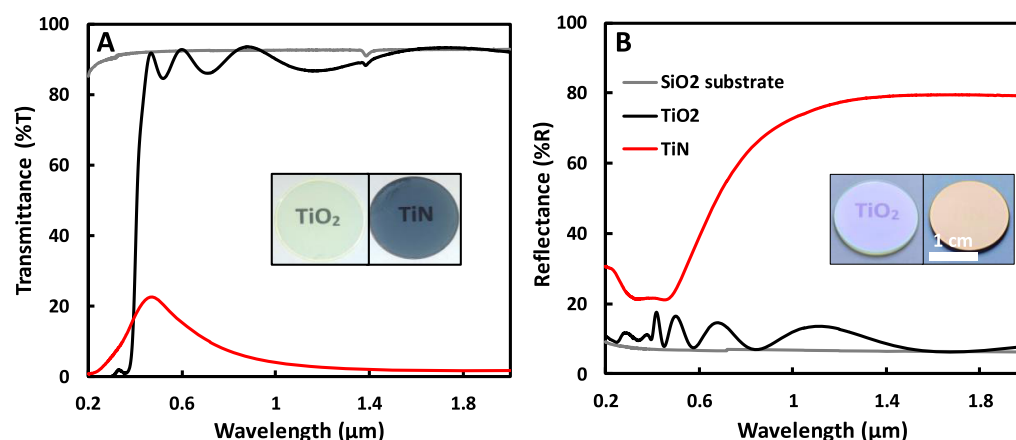 A
Transmittance (%T)
100
80
60
40
20
0
0.2
0.6
1
1.4
1.8
Wavelength (µm)
TiO₂
TiN
B
Reflectance (%R)
100
80
60
40
20
0
0.2
0.6
1
1.4
1.8
Wavelength (µm)
SiO2 substrate
TiO2
TiN
TiO₂
1 cm